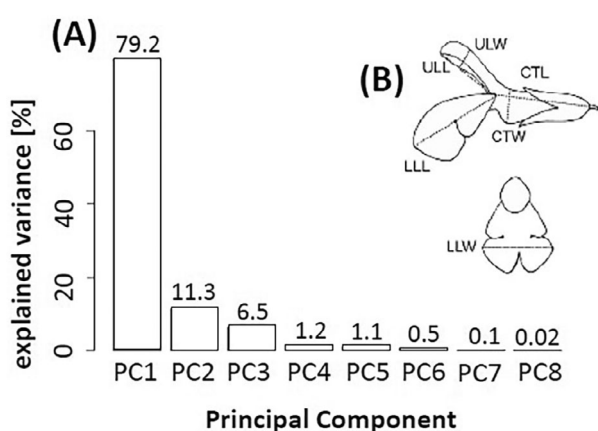 (A)
79.2
11.3
6.5
1.2
1.1
0.5
0.1
0.02
60
40
20
0
explained variance [%]
PC1 PC2 PC3 PC4 PC5 PC6 PC7 PC8
Principal Component
(B)
ULW
ULL
CTL
CTW
LLL
LLW